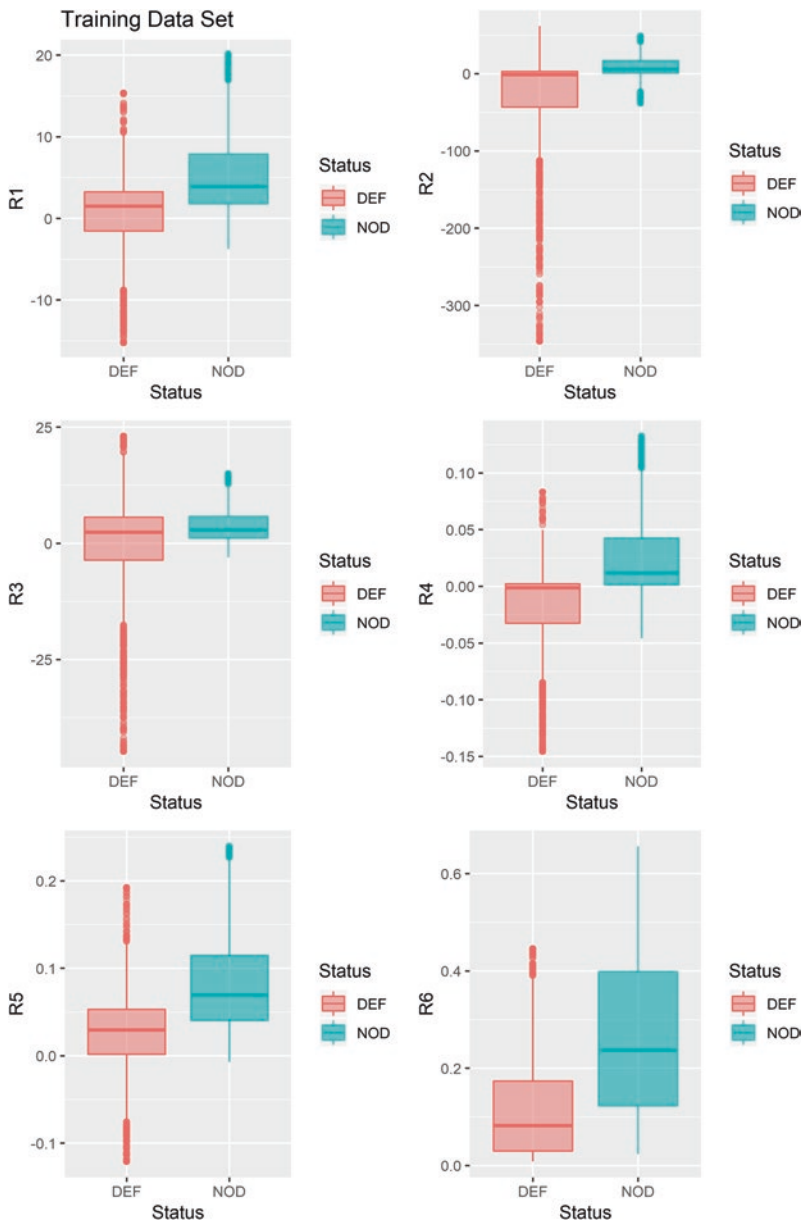 Training Data Set
20
10
0
-10
R1
DEF
NOD
Status
Status
DEF
NOD
0
-100
-200
-300
R2
DEF
NOD
Status
Status
DEF
NOD
25
0
-25
R3
DEF
NOD
Status
Status
DEF
NOD
0.10
0.05
0.00
-0.05
-0.10
-0.15
R4
DEF
NOD
Status
Status
DEF
NOD
0.2
0.1
0.0
-0.1
R5
DEF
NOD
Status
Status
DEF
NOD
0.6
0.4
0.2
0.0
R6
DEF
NOD
Status
Status
DEF
NOD